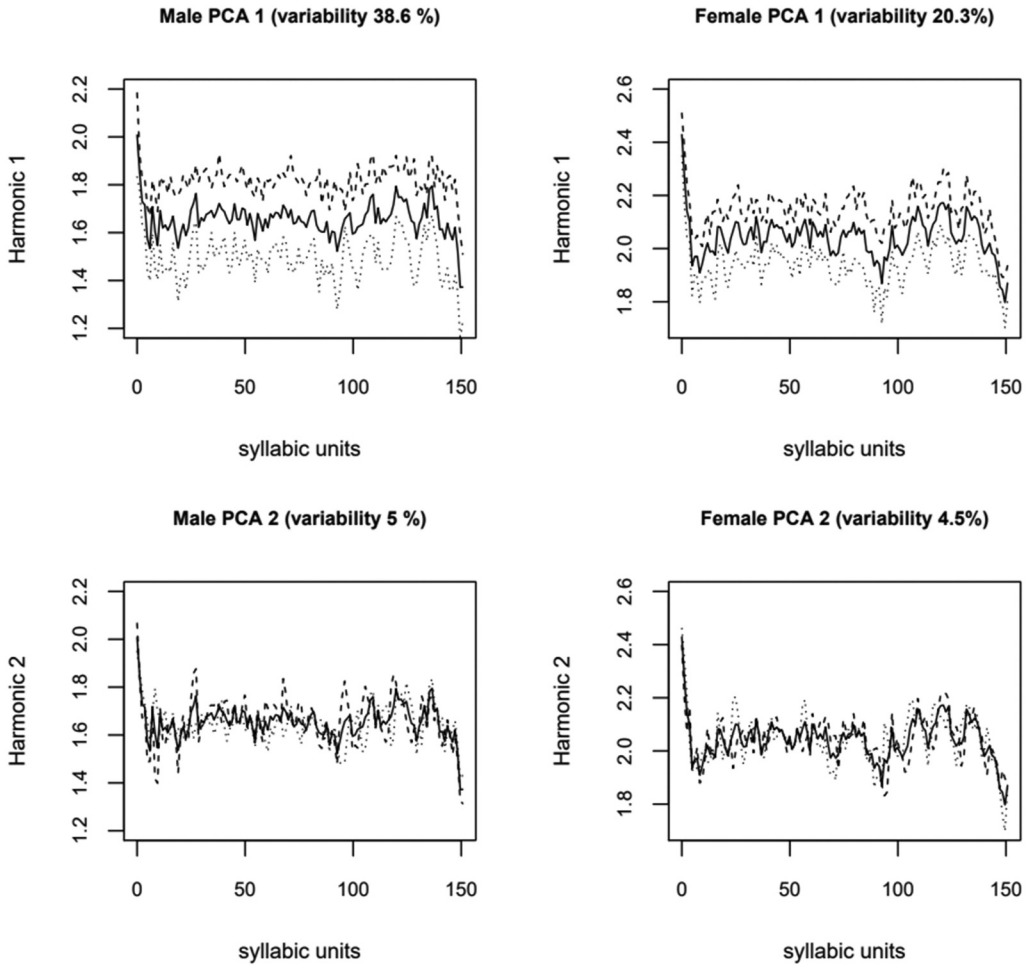 Male PCA 1 (variability 38.6 %)
Harmonic 1
2.2
2.0
1.8
1.6
1.4
1.2
0 50 100 150
syllabic units
Female PCA 1 (variability 20.3%)
Harmonic 1
2.6
2.4
2.2
2.0
1.8
0 50 100 150
syllabic units
Male PCA 2 (variability 5 %)
Harmonic 2
2.2
2.0
1.8
1.6
1.4
1.2
0 50 100 150
syllabic units
Female PCA 2 (variability 4.5%)
Harmonic 2
2.6
2.4
2.2
2.0
1.8
0 50 100 150
syllabic units